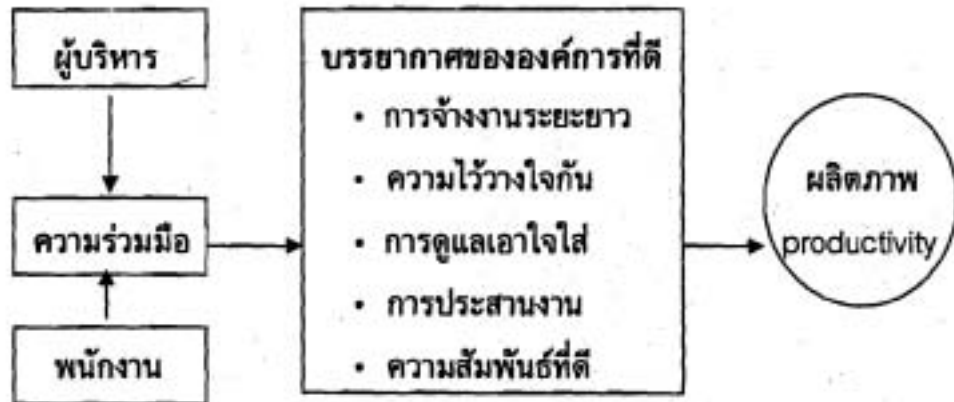 ผู้บริหาร
ความร่วมมือ
พนักงาน
บรรยากาศขององค์การที่ดี
• การจ้างงานระยะยาว
• ความไว้วางใจกัน
• การดูแลเอาใจใส่
• การประสานงาน
• ความสัมพันธ์ที่ดี
ผลิตภาพ
productivity